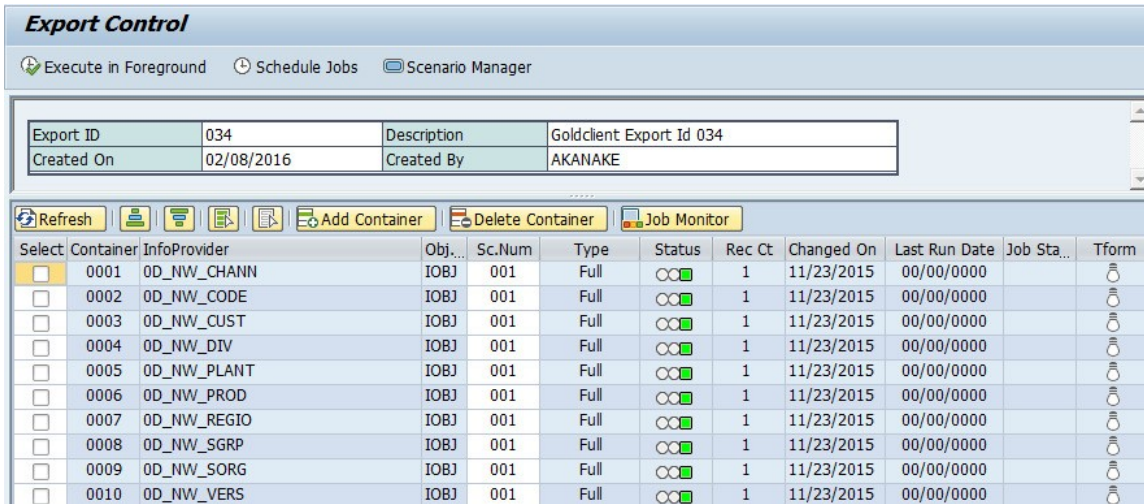 Export Control
Execute in Foreground Schedule Jobs Scenario Manager
Export ID 034 Description Goldclient Export Id 034
Created On 02/08/2016 Created By AKANAKE
Refresh Add Container Delete Container Job Monitor
Select Container InfoProvider Obj... Sc.Num Type Status Rec Ct Changed On Last Run Date Job Sta... Tform
0001 0D_NW_CHANN IOBJ 001 Full 1 11/23/2015 00/00/0000
0002 0D_NW_CODE IOBJ 001 Full 1 11/23/2015 00/00/0000
0003 0D_NW_CUST IOBJ 001 Full 1 11/23/2015 00/00/0000
0004 0D_NW_DIV IOBJ 001 Full 1 11/23/2015 00/00/0000
0005 0D_NW_PLANT IOBJ 001 Full 1 11/23/2015 00/00/0000
0006 0D_NW_PROD IOBJ 001 Full 1 11/23/2015 00/00/0000
0007 0D_NW_REGIO IOBJ 001 Full 1 11/23/2015 00/00/0000
0008 0D_NW_SGRP IOBJ 001 Full 1 11/23/2015 00/00/0000
0009 0D_NW_SORG IOBJ 001 Full 1 11/23/2015 00/00/0000
0010 0D_NW_VERS IOBJ 001 Full 1 11/23/2015 00/00/0000